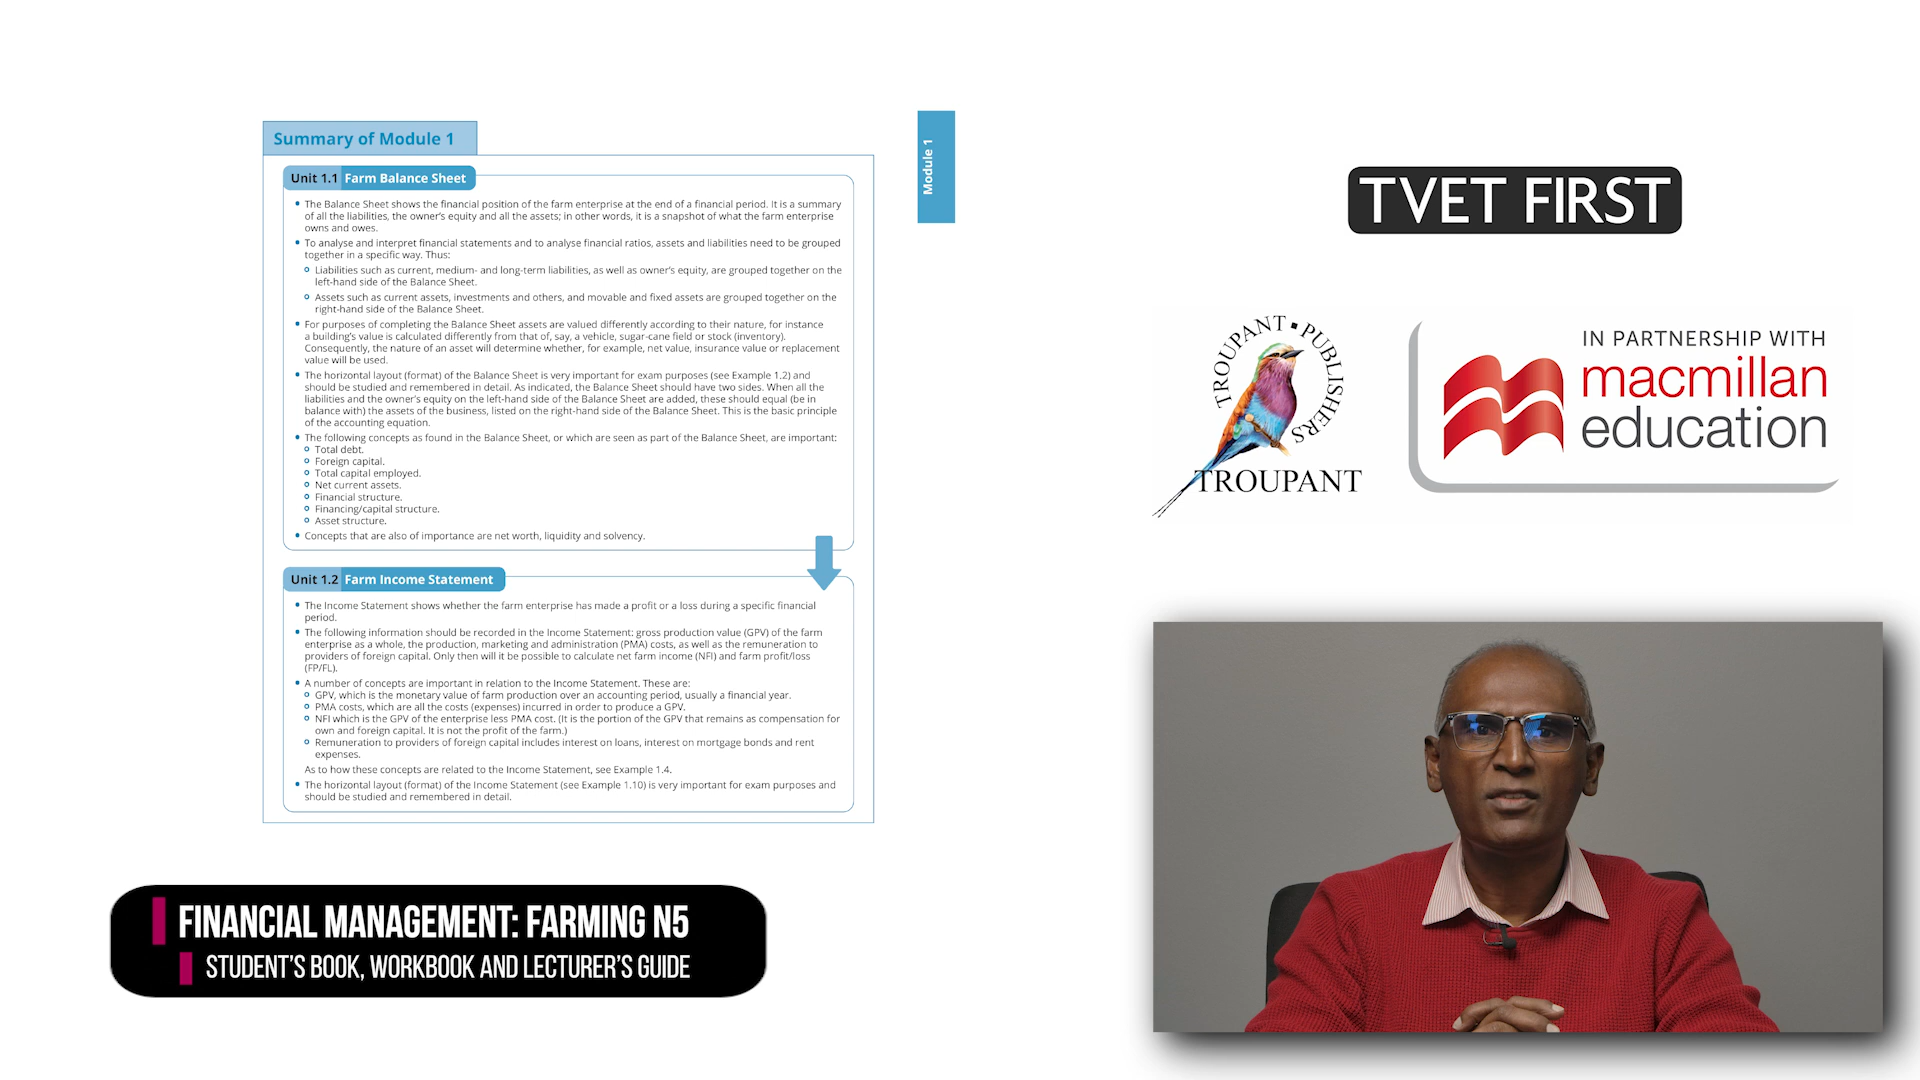 Summary of Module 1
Unit 1.1 Farm Balance Sheet
• The Balance Sheet shows the financial position of the farm enterprise at the end of a financial period. It is a summary
of all the liabilities, the owner's equity and all the assets; in other words, it is a snapshot of what the farm enterprise
owns and owes.
• To analyse and interpret financial statements and to analyse financial ratios, assets and liabilities need to be grouped
together in a specific way. Thus:
Liabilities such as current, medium- and long-term liabilities, as well as owner's equity, are grouped together on the
left-hand side of the Balance Sheet.
Assets such as current assets, investments and others, and movable and fixed assets are grouped together on the
right-hand side of the Balance Sheet.
• For purposes of completing the Balance Sheet assets are valued differently according to their nature, for instance
a building's value is calculated differently from that of, say, a vehicle, sugar-cane field or stock (inventory).
Consequently, the nature of an asset will determine whether, for example, net value, insurance value or replacement
value will be used.
• The horizontal layout (format) of the Balance Sheet is very important for exam purposes (see Example 1.2) and
should be studied and remembered in detail. As indicated, the Balance Sheet should have two sides. When all the
liabilities and the owner's equity on the left-hand side of the Balance Sheet are added, these should equal (be in
balance with) the assets of the business, listed on the right-hand side of the Balance Sheet. This is the basic principle
of the accounting equation.
• The following concepts as found in the Balance Sheet, or which are seen as part of the Balance Sheet, are important:
Total debt.
Foreign capital.
Total capital employed.
Net current assets.
Financial structure.
Financing/capital structure.
Asset structure.
• Concepts that are also of importance are net worth, liquidity and solvency.
Unit 1.2 Farm Income Statement
• The Income Statement shows whether the farm enterprise has made a profit or a loss during a specific financial
period.
• The following information should be recorded in the Income Statement: gross production value (GPV) of the farm
enterprise as a whole, the production, marketing and administration (PMA) costs, as well as the remuneration to
providers of foreign capital. Only then will it be possible to calculate net farm income (NFI) and farm profit/loss
(FP/FL).
• A number of concepts are important in relation to the Income Statement. These are:
GPV, which is the monetary value of farm production over an accounting period, usually a financial year.
PMA costs, which are all the costs (expenses) incurred in order to produce a GPV.
NFI which is the GPV of the enterprise less PMA cost. (It is the portion of the GPV that remains as compensation for
own and foreign capital. It is not the profit of the farm.)
Remuneration to providers of foreign capital includes interest on loans, interest on mortgage bonds and rent
expenses.
As to how these concepts are related to the Income Statement, see Example 1.4.
• The horizontal layout (format) of the Income Statement (see Example 1.10) is very important for exam purposes and
should be studied and remembered in detail.
Module 1
TVET FIRST
TROUPANT ▪ PUBLISHERS
TROUPANT
IN PARTNERSHIP WITH
macmillan
education
FINANCIAL MANAGEMENT: FARMING N5
STUDENT'S BOOK, WORKBOOK AND LECTURER'S GUIDE